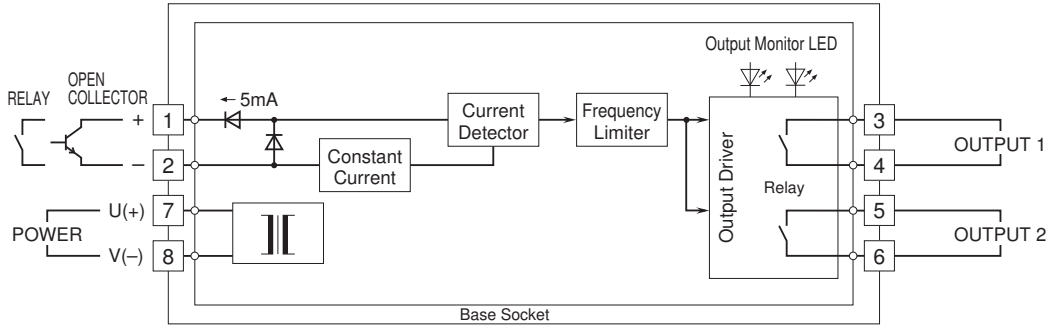 Output Monitor LED
OPEN
RELAY COLLECTOR
← 5mA
+ 1
Current
Detector
Frequency
Limiter
3
OUTPUT 1
4
– 2
Constant
Current
Output Driver
Relay
U(+) 7
POWER
V(–) 8
5
OUTPUT 2
6
Base Socket